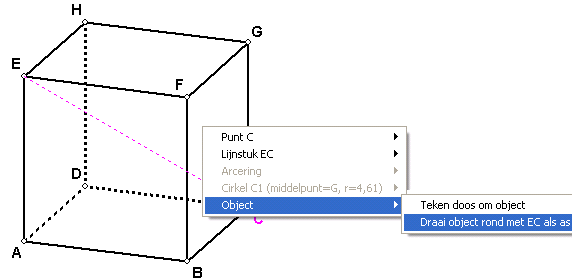 H
G
E
F
Punt C
Lijnstuk EC
Arcering
D
Cirkel C1 (middelpunt=G, r=4,61)
Object
Teken doos om object
C
Draai object rond met EC als as
A
B